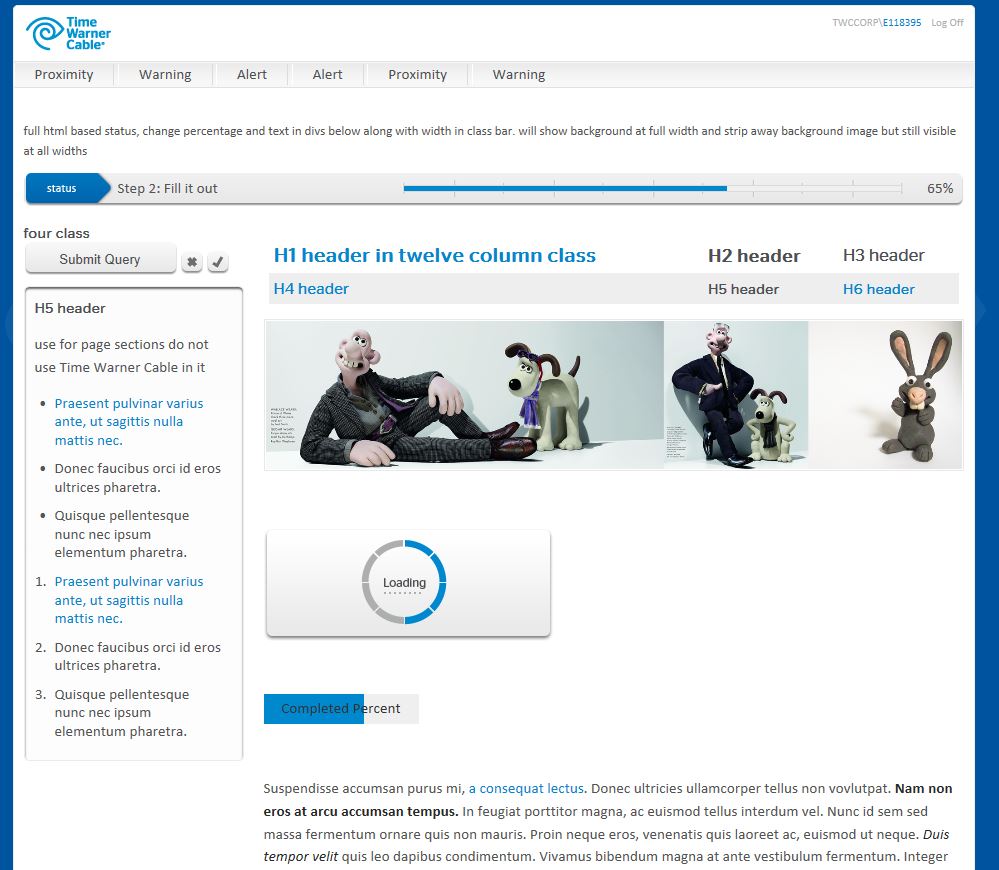 Time
Warner
Cable
TWCCORP\E118395 Log Off
Proximity Warning Alert Alert Proximity Warning
full html based status, change percentage and text in divs below along with width in class bar. will show background at full width and strip away background image but still visible
at all widths
status Step 2: Fill it out 65%
four class
Submit Query
H5 header
use for page sections do not
use Time Warner Cable in it
• Praesent pulvinar varius
ante, ut sagittis nulla
mattis nec.
• Donec faucibus orci id eros
ultrices pharetra.
• Quisque pellentesque
nunc nec ipsum
elementum pharetra.
1. Praesent pulvinar varius
ante, ut sagittis nulla
mattis nec.
2. Donec faucibus orci id eros
ultrices pharetra.
3. Quisque pellentesque
nunc nec ipsum
elementum pharetra.
H1 header in twelve column class H2 header H3 header
H4 header H5 header H6 header
Loading
Completed Percent
Suspendisse accumsan purus mi, a consequat lectus. Donec ultricies ullamcorper tellus non vovlutpat. Nam non
eros at arcu accumsan tempus. In feugiat porttitor magna, ac euismod tellus interdum vel. Nunc id sem sed
massa fermentum ornare quis non mauris. Proin neque eros, venenatis quis laoreet ac, euismod ut neque. Duis
tempor velit quis leo dapibus condimentum. Vivamus bibendum magna at ante vestibulum fermentum. Integer